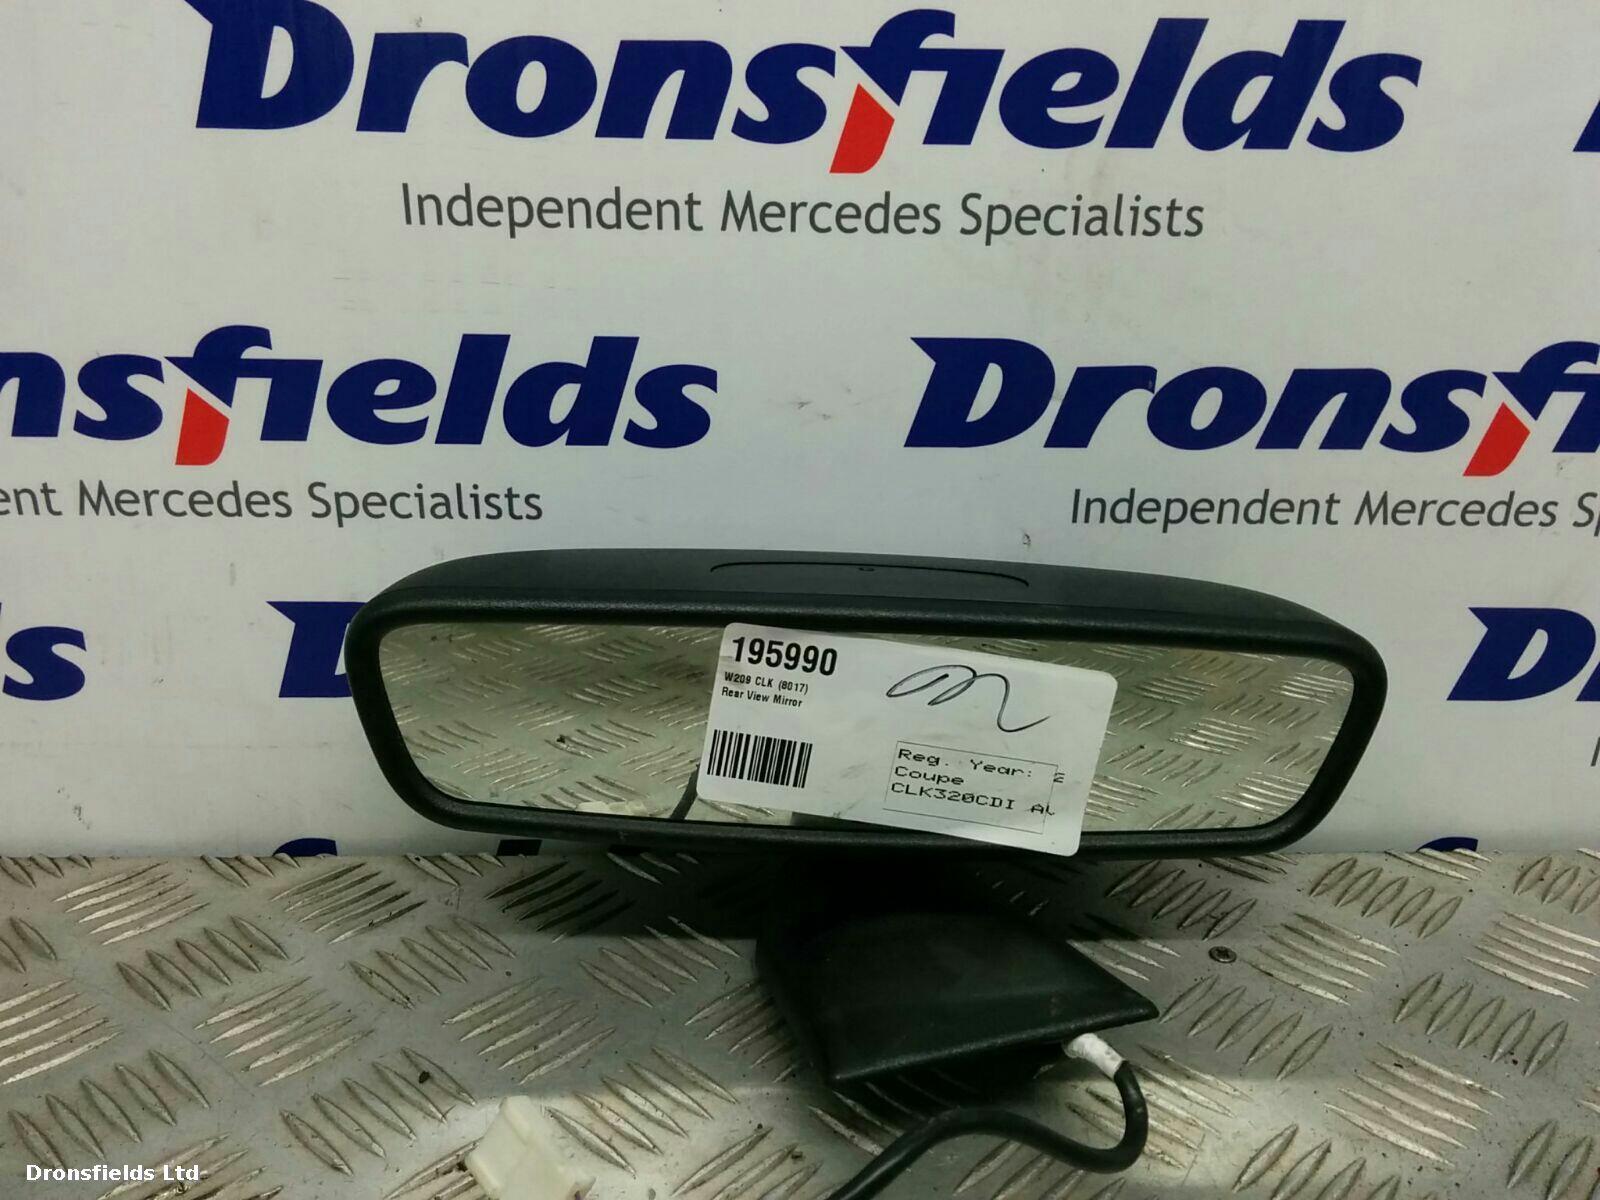 Dronsfields
Independent Mercedes Specialists
nsfields
Dronsf
ent Mercedes Specialists
Independent Mercedes S
s
D
D
195990
W209 CLK (8017)
Rear View Mirror
Reg. Year:
Coupe
CLK320CDI
Dronsfields Ltd